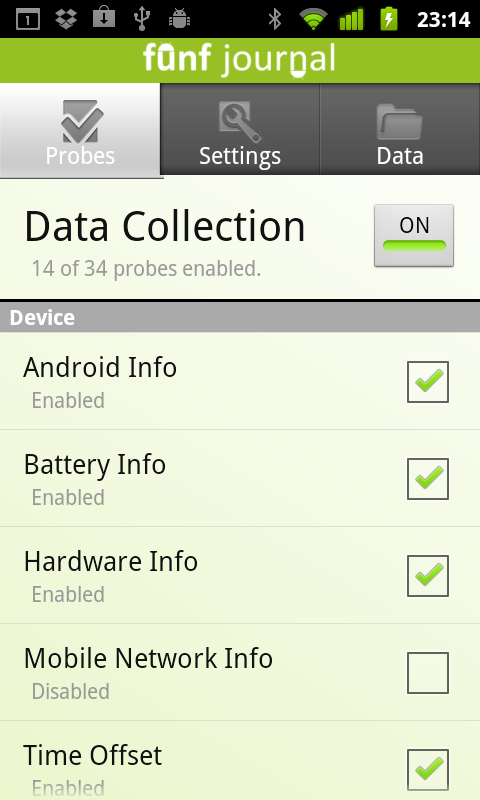 1
23:14
fünf journal
Probes
Settings
Data
Data Collection
ON
14 of 34 probes enabled.
Device
Android Info
Enabled
Battery Info
Enabled
Hardware Info
Enabled
Mobile Network Info
Disabled
Time Offset
Enabled